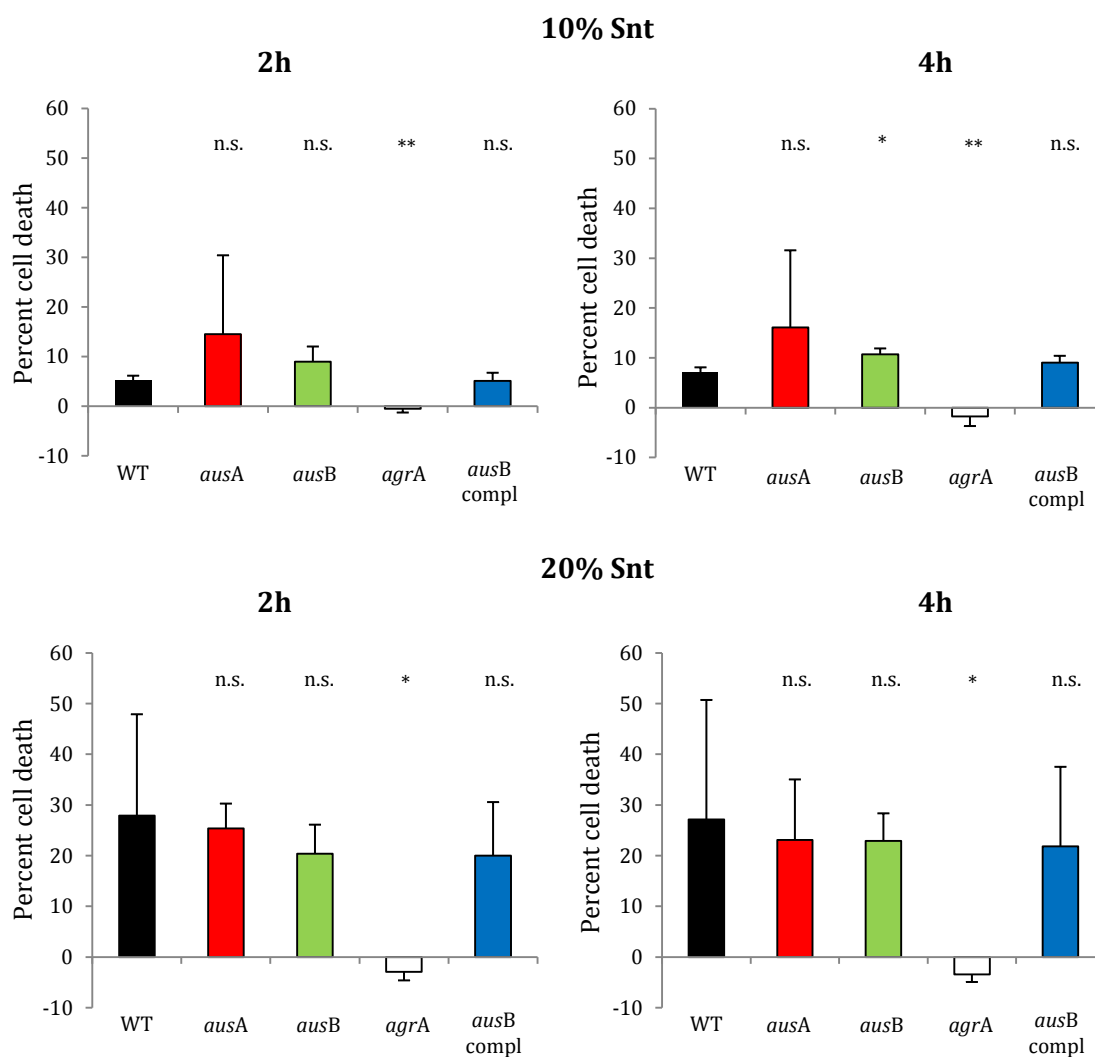 10% Snt
2h
4h
60
50
40
30
20
10
0
-10
Percent cell death
n.s.
n.s.
**
n.s.
WT
ausA
ausB
agrA
ausB
compl
60
50
40
30
20
10
0
-10
Percent cell death
n.s.
*
**
n.s.
WT
ausA
ausB
agrA
ausB
compl
20% Snt
2h
4h
60
50
40
30
20
10
0
-10
Percent cell death
n.s.
n.s.
*
n.s.
WT
ausA
ausB
agrA
ausB
compl
60
50
40
30
20
10
0
-10
Percent cell death
n.s.
n.s.
*
n.s.
WT
ausA
ausB
agrA
ausB
compl